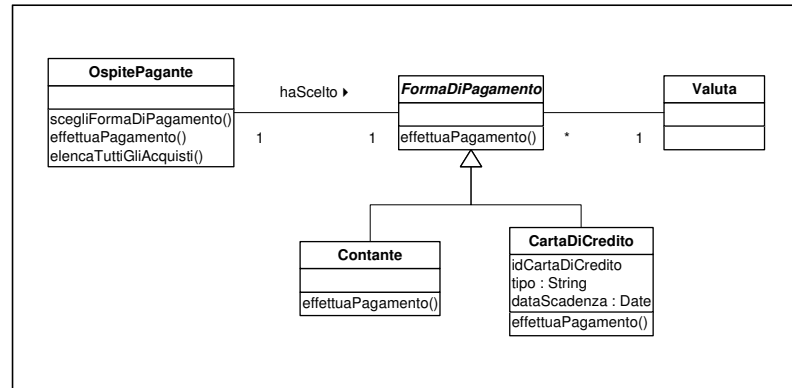 OspitePagante
scegliFormaDiPagamento()
effettuaPagamento()
elencaTuttiGliAcquisti()
haScelto
1
1
FormaDiPagamento
effettuaPagamento()
*
1
Valuta
Contante
effettuaPagamento()
CartaDiCredito
idCartaDiCredito
tipo : String
dataScadenza : Date
effettuaPagamento()